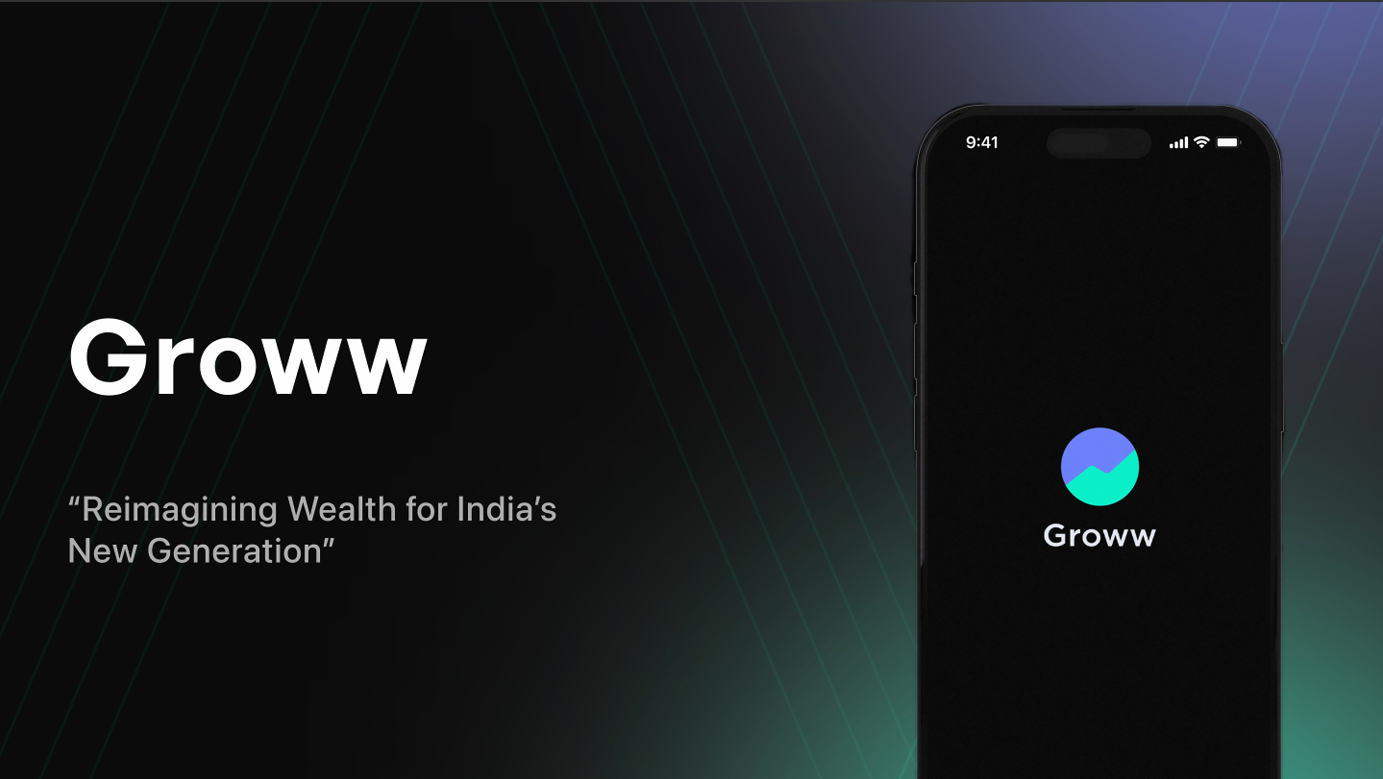 9:41
Groww
“Reimagining Wealth for India’s
New Generation”
Groww